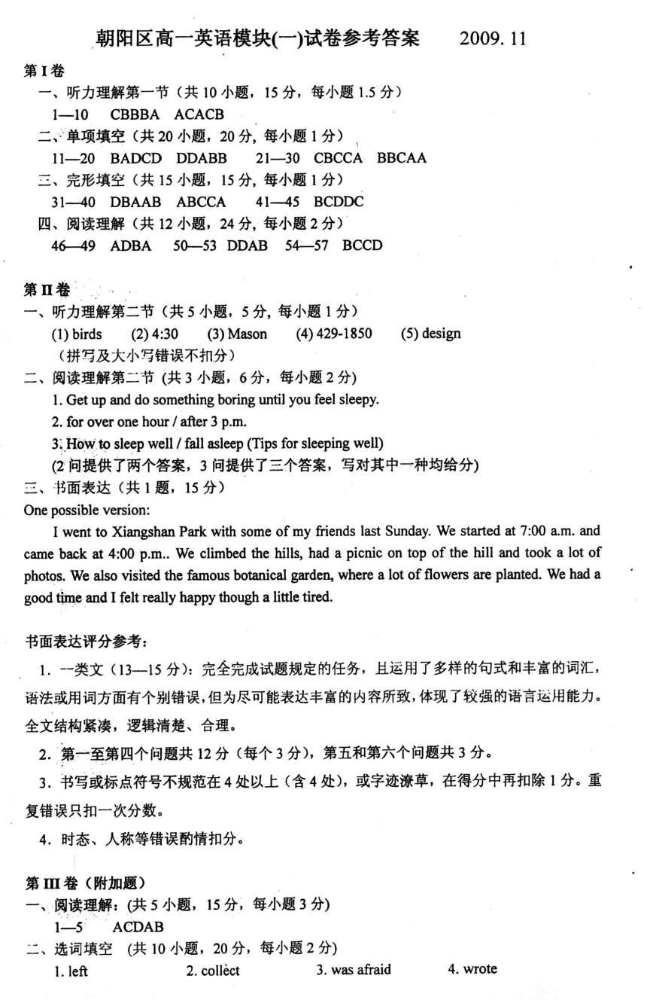 朝阳区高一英语模块(一)试卷参考答案 2009. 11
第 I 卷
一、听力理解第一节（共 10 小题，15 分，每小题 1.5 分）
1—10 CBBBA ACACB
二、单项填空（共 20 小题，20 分, 每小题 1 分）
11—20 BADCD DDABB 21—30 CBCCA BBCAA
三、完形填空（共 15 小题，15 分, 每小题 1 分）
31—40 DBAAB ABCCA 41—45 BCDDC
四、阅读理解（共 12 小题，24 分, 每小题 2 分）
46—49 ADBA 50—53 DDAB 54—57 BCCD
第 II 卷
一、听力理解第二节（共 5 小题，5 分, 每小题 1 分）
(1) birds (2) 4:30 (3) Mason (4) 429-1850 (5) design
（拼写及大小写错误不扣分）
二、阅读理解第二节 (共 3 小题，6 分，每小题 2 分)
1. Get up and do something boring until you feel sleepy.
2. for over one hour / after 3 p.m.
3. How to sleep well / fall asleep (Tips for sleeping well)
(2 问提供了两个答案，3 问提供了三个答案，写对其中一种均给分)
三、书面表达（共 1 题，15 分）
One possible version:
I went to Xiangshan Park with some of my friends last Sunday. We started at 7:00 a.m. and
came back at 4:00 p.m.. We climbed the hills, had a picnic on top of the hill and took a lot of
photos. We also visited the famous botanical garden, where a lot of flowers are planted. We had a
good time and I felt really happy though a little tired.
书面表达评分参考：
1．一类文（13—15 分）：完全完成试题规定的任务，且运用了多样的句式和丰富的词汇，
语法或用词方面有个别错误，但为尽可能表达丰富的内容所致，体现了较强的语言运用能力。
全文结构紧凑，逻辑清楚、合理。
2．第一至第四个问题共 12 分（每个 3 分），第五和第六个问题共 3 分。
3．书写或标点符号不规范在 4 处以上（含 4 处），或字迹潦草，在得分中再扣除 1 分。重
复错误只扣一次分数。
4．时态、人称等错误酌情扣分。
第 III 卷（附加题）
一、阅读理解：(共 5 小题，15 分，每小题 3 分)
1—5 ACDAB
二、选词填空 (共 10 小题，20 分，每小题 2 分)
1. left 2. collect 3. was afraid 4. wrote